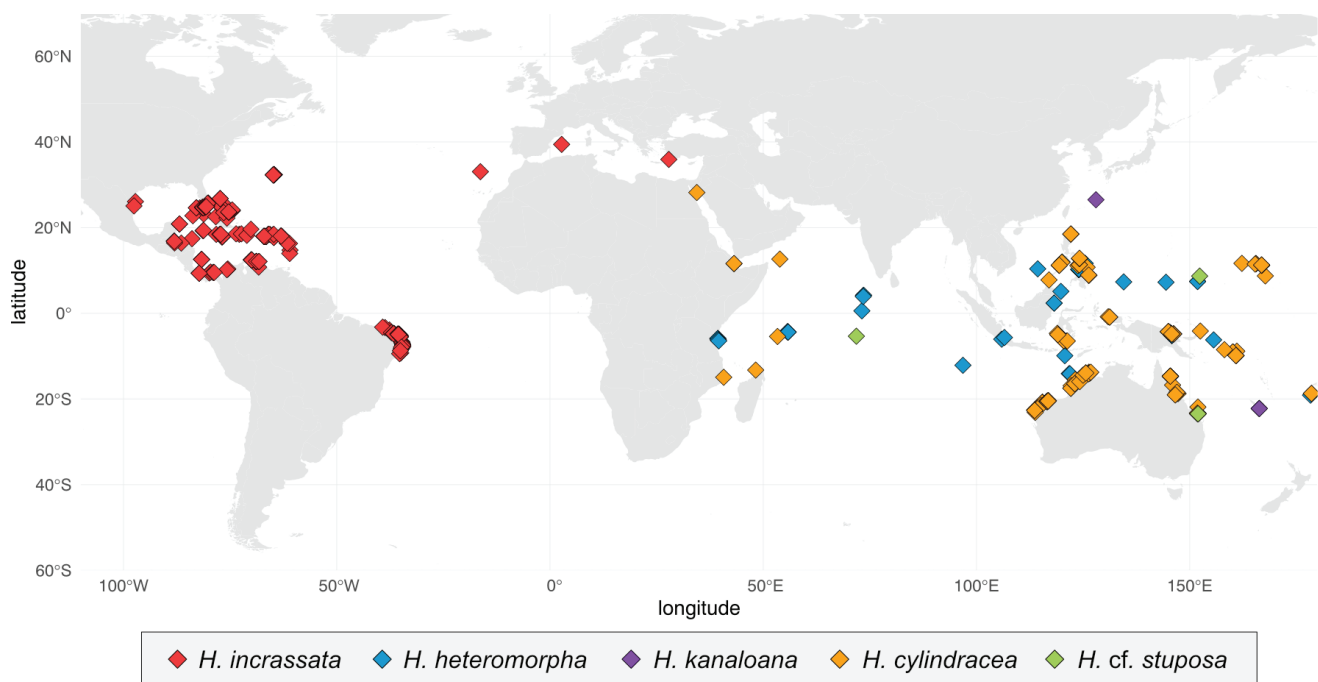 60°N
40°N
20°N
0°
20°S
40°S
60°S
latitude
100°W 50°W 0° 50°E 100°E 150°E
longitude
H. incrassata H. heteromorpha H. kanaloana H. cylindracea H. cf. stuposa